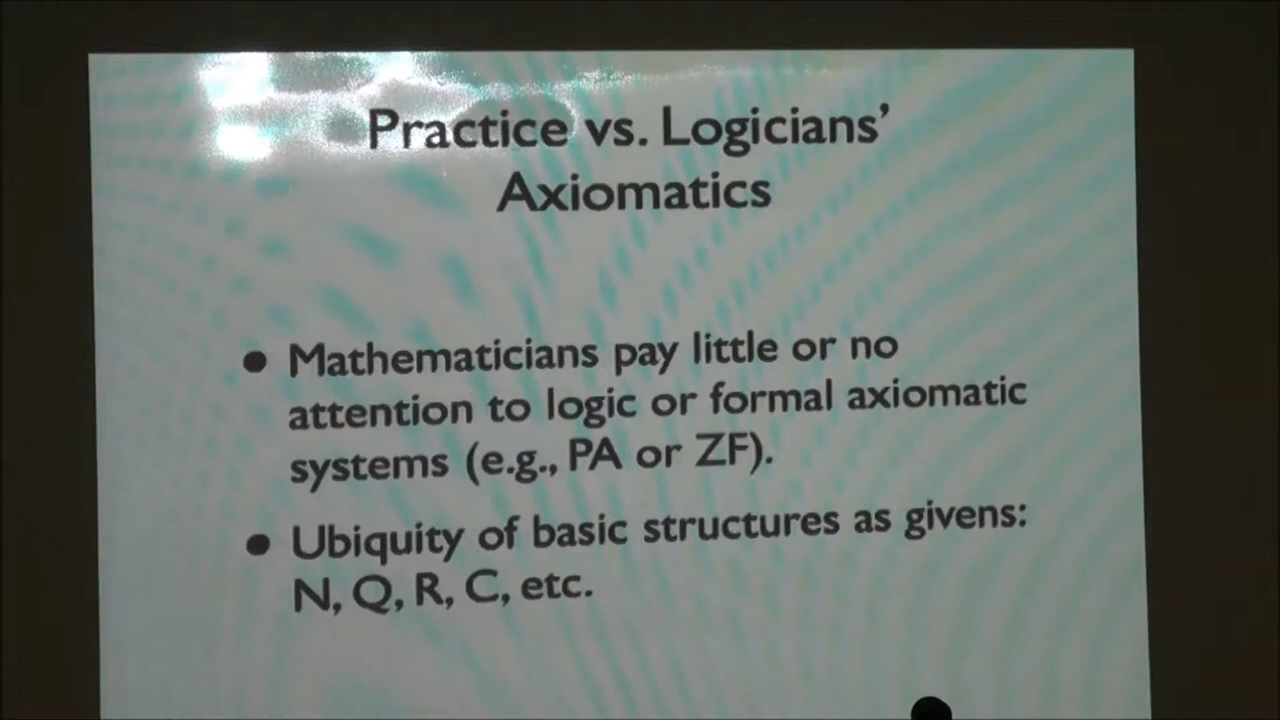 Practice vs. Logicians’
Axiomatics
● Mathematicians pay little or no
attention to logic or formal axiomatic
systems (e.g., PA or ZF).
● Ubiquity of basic structures as givens:
N, Q, R, C, etc.